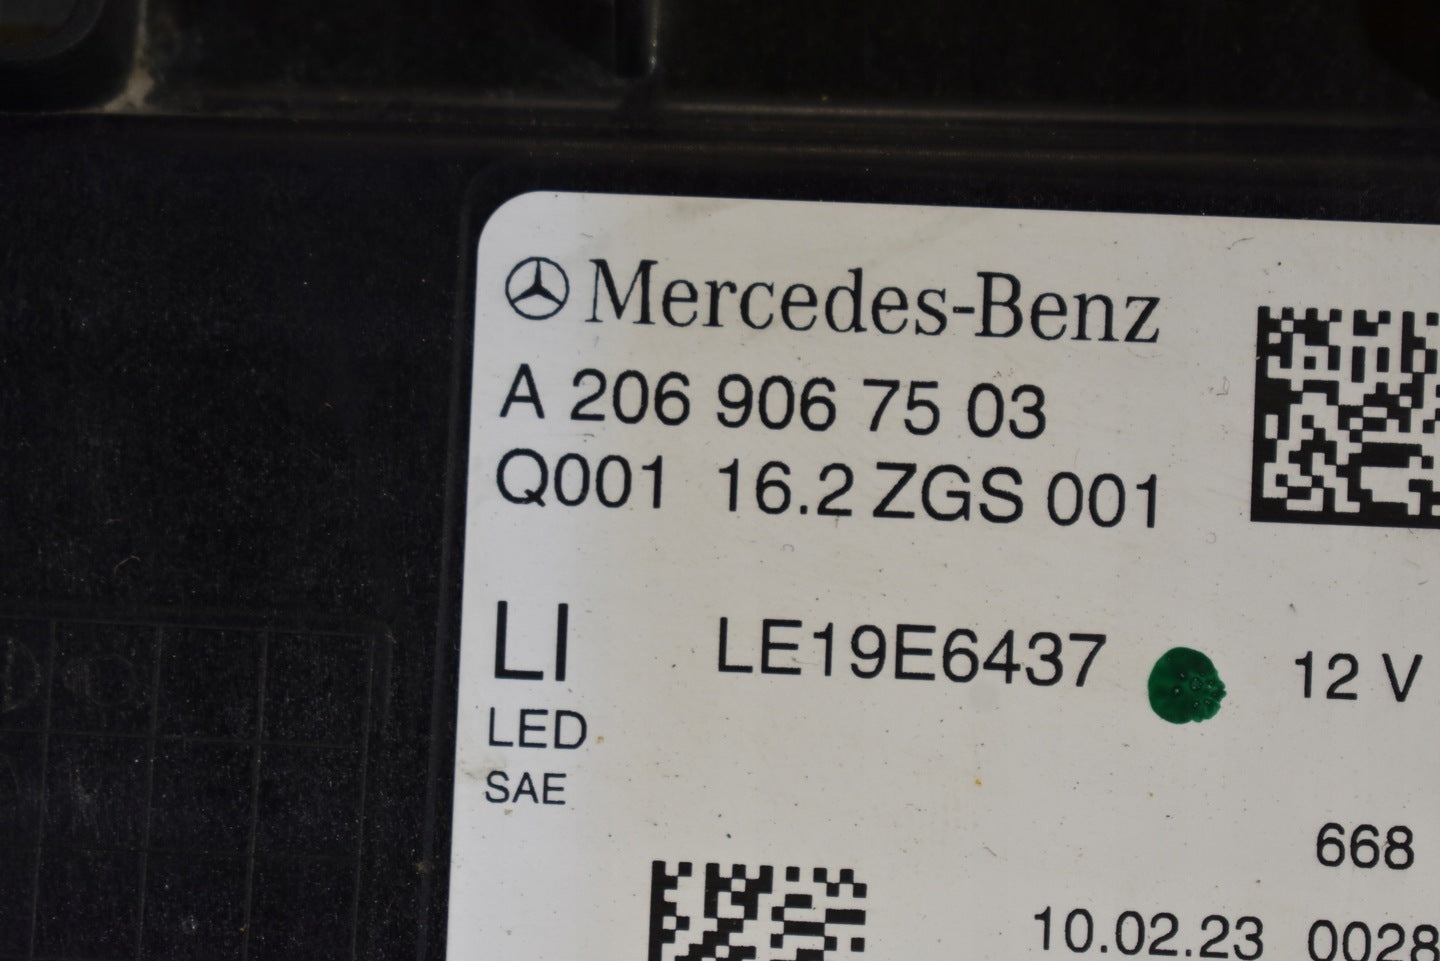 Mercedes-Benz
A 206 906 75 03
Q001 16.2 ZGS 001
LI LE19E6437 12 V
LED
SAE
668
10.02.23 0028